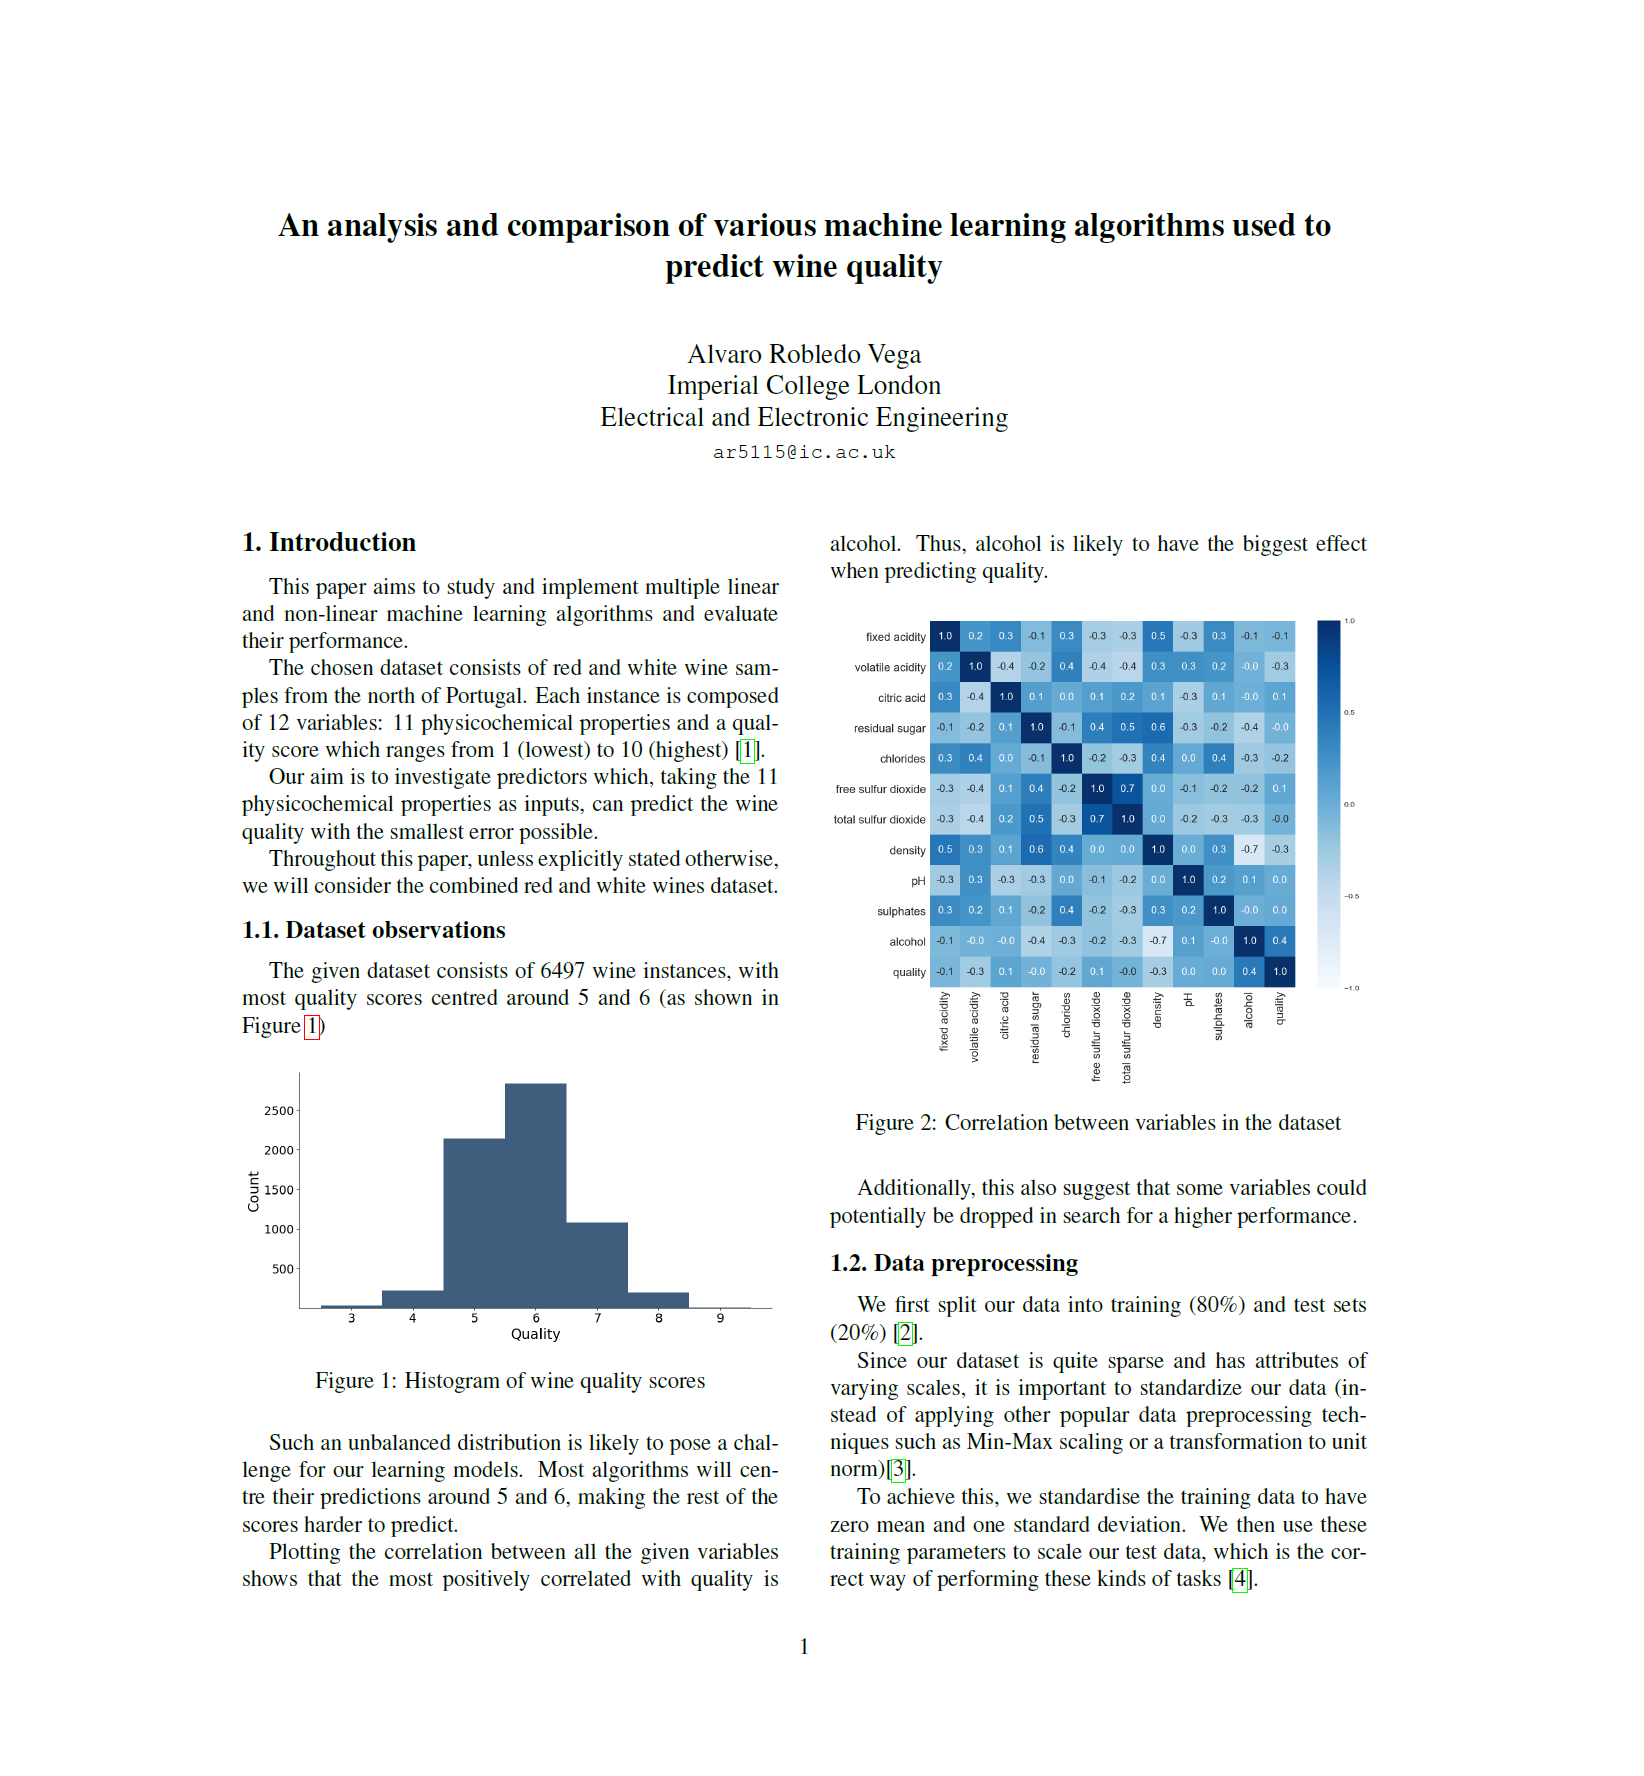 An analysis and comparison of various machine learning algorithms used to
predict wine quality
Alvaro Robledo Vega
Imperial College London
Electrical and Electronic Engineering
ar5115@ic.ac.uk
1. Introduction
This paper aims to study and implement multiple linear
and non-linear machine learning algorithms and evaluate
their performance.
The chosen dataset consists of red and white wine sam-
ples from the north of Portugal. Each instance is composed
of 12 variables: 11 physicochemical properties and a qual-
ity score which ranges from 1 (lowest) to 10 (highest) [1].
Our aim is to investigate predictors which, taking the 11
physicochemical properties as inputs, can predict the wine
quality with the smallest error possible.
Throughout this paper, unless explicitly stated otherwise,
we will consider the combined red and white wines dataset.
1.1. Dataset observations
The given dataset consists of 6497 wine instances, with
most quality scores centred around 5 and 6 (as shown in
Figure 1)
2500
2000
1500
1000
500
Count
3 4 5 6 7 8 9
Quality
Figure 1: Histogram of wine quality scores
Such an unbalanced distribution is likely to pose a chal-
lenge for our learning models. Most algorithms will cen-
tre their predictions around 5 and 6, making the rest of the
scores harder to predict.
Plotting the correlation between all the given variables
shows that the most positively correlated with quality is
alcohol. Thus, alcohol is likely to have the biggest effect
when predicting quality.
fixed acidity 1.0 0.2 0.3 -0.1 0.3 -0.3 -0.3 0.5 -0.3 0.3 -0.1 -0.1
volatile acidity 0.2 1.0 -0.4 -0.2 0.4 -0.4 -0.4 0.3 0.3 0.2 -0.0 -0.3
citric acid 0.3 -0.4 1.0 0.1 0.0 0.1 0.2 0.1 -0.3 0.1 -0.0 0.1
residual sugar -0.1 -0.2 0.1 1.0 -0.1 0.4 0.5 0.6 -0.3 -0.2 -0.4 -0.0
chlorides 0.3 0.4 0.0 -0.1 1.0 -0.2 -0.3 0.4 0.0 0.4 -0.3 -0.2
free sulfur dioxide -0.3 -0.4 0.1 0.4 -0.2 1.0 0.7 0.0 -0.1 -0.2 -0.2 0.1
total sulfur dioxide -0.3 -0.4 0.2 0.5 -0.3 0.7 1.0 0.0 -0.2 -0.3 -0.3 -0.0
density 0.5 0.3 0.1 0.6 0.4 0.0 0.0 1.0 0.0 0.3 -0.7 -0.3
pH -0.3 0.3 -0.3 -0.3 0.0 -0.1 -0.2 0.0 1.0 0.2 0.1 0.0
sulphates 0.3 0.2 0.1 -0.2 0.4 -0.2 -0.3 0.3 0.2 1.0 -0.0 0.0
alcohol -0.1 -0.0 -0.0 -0.4 -0.3 -0.2 -0.3 -0.7 0.1 -0.0 1.0 0.4
quality -0.1 -0.3 0.1 -0.0 -0.2 0.1 -0.0 -0.3 0.0 0.0 0.4 1.0
fixed acidity
volatile acidity
citric acid
residual sugar
chlorides
free sulfur dioxide
total sulfur dioxide
density
pH
sulphates
alcohol
quality
1.0
0.5
0.0
−0.5
−1.0
Figure 2: Correlation between variables in the dataset
Additionally, this also suggest that some variables could
potentially be dropped in search for a higher performance.
1.2. Data preprocessing
We first split our data into training (80%) and test sets
(20%) [2].
Since our dataset is quite sparse and has attributes of
varying scales, it is important to standardize our data (in-
stead of applying other popular data preprocessing tech-
niques such as Min-Max scaling or a transformation to unit
norm)[3].
To achieve this, we standardise the training data to have
zero mean and one standard deviation. We then use these
training parameters to scale our test data, which is the cor-
rect way of performing these kinds of tasks [4].
1